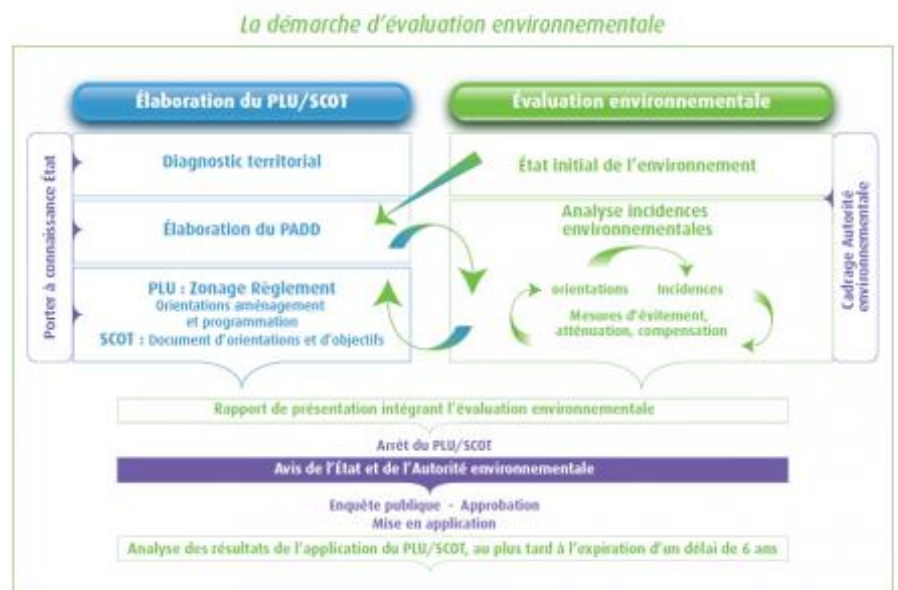 La démarche d'évaluation environnementale
Élaboration du PLU/SCOT
Évaluation environnementale
Porter à connaissance État
Diagnostic territorial
État initial de l'environnement
Élaboration du PADD
Analyse incidences
environnementales
PLU : Zonage Règlement
Orientations aménagement
et programmation
SCOT : Document d'orientations et d'objectifs
orientations
Incidences
Mesures d'évitement,
atténuation, compensation
Cadrage Autorité
environnementale
Rapport de présentation intégrant l'évaluation environnementale
Arrêt du PLU/SCOT
Avis de l'État et de l'Autorité environnementale
Enquête publique - Approbation
Mise en application
Analyse des résultats de l'application du PLU/SCOT, au plus tard à l'expiration d'un délai de 6 ans